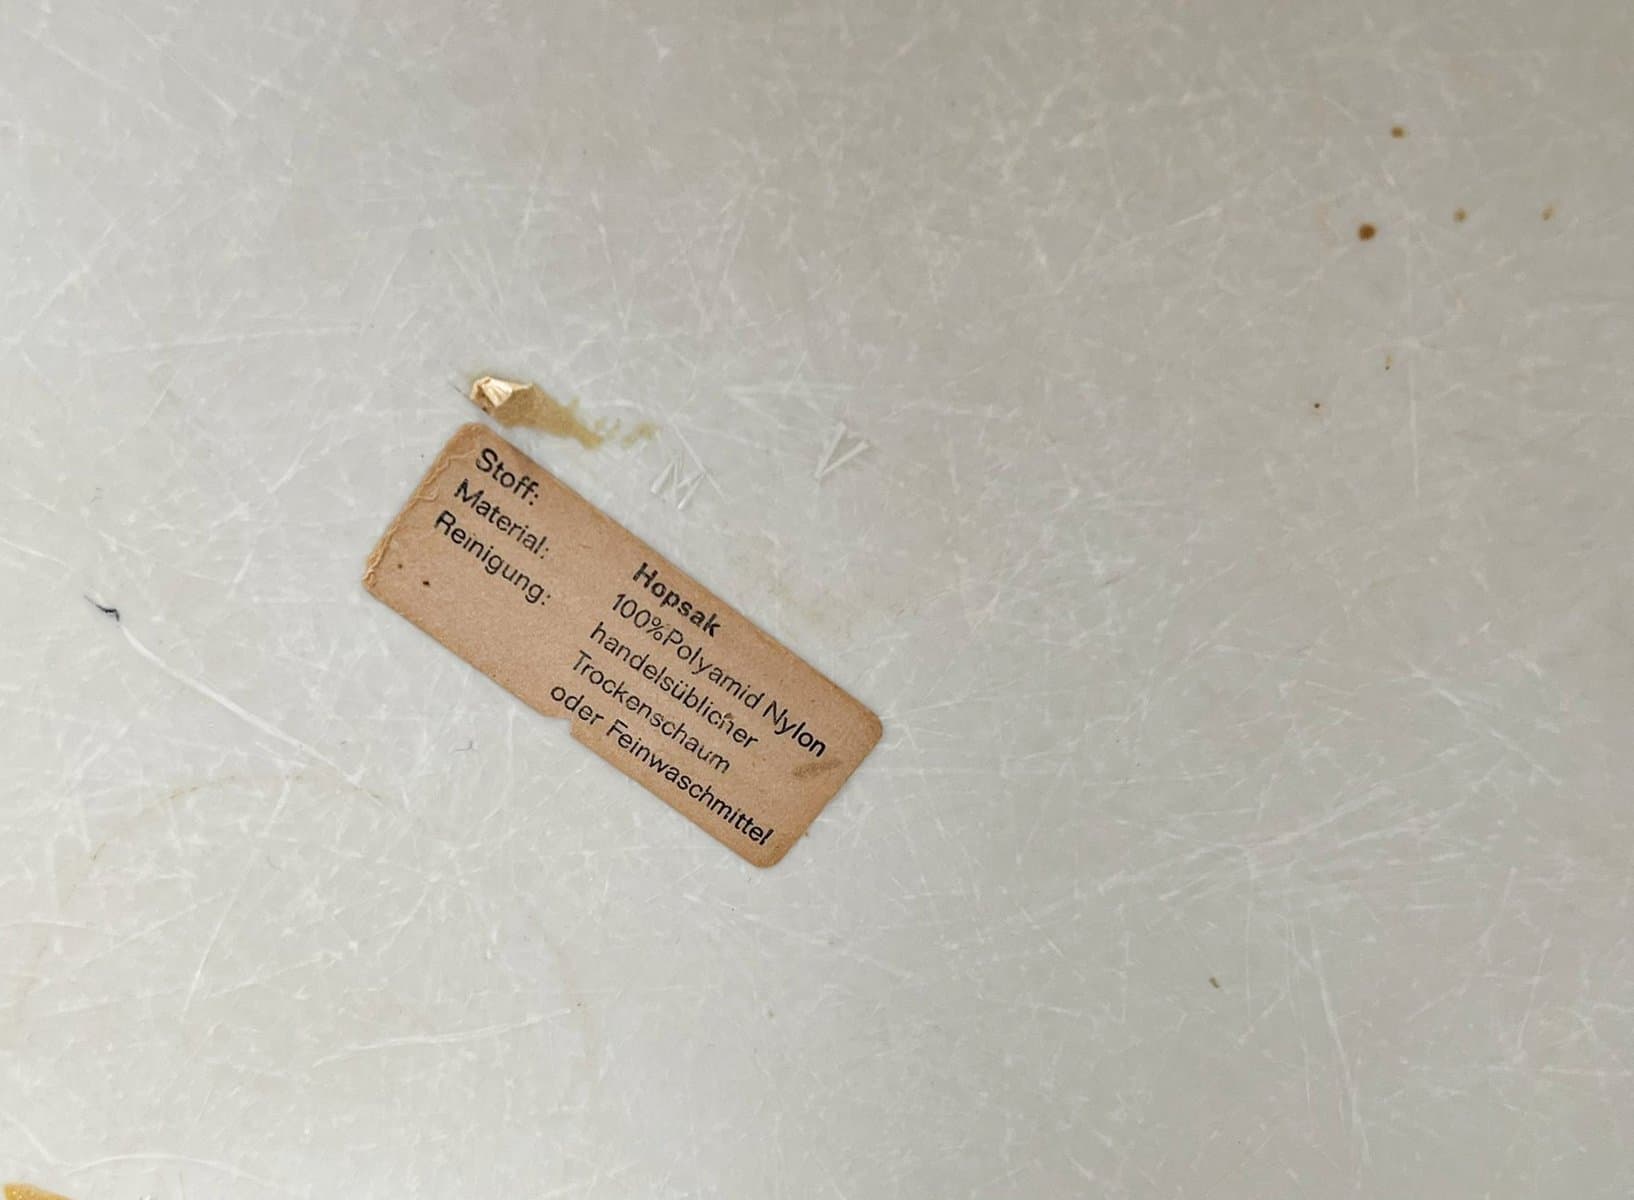 Stoff: Hopsak
Material: 100%Polyamid Nylon
Reinigung: handelsüblicher
Trockenschaum
oder Feinwaschmittel
M V